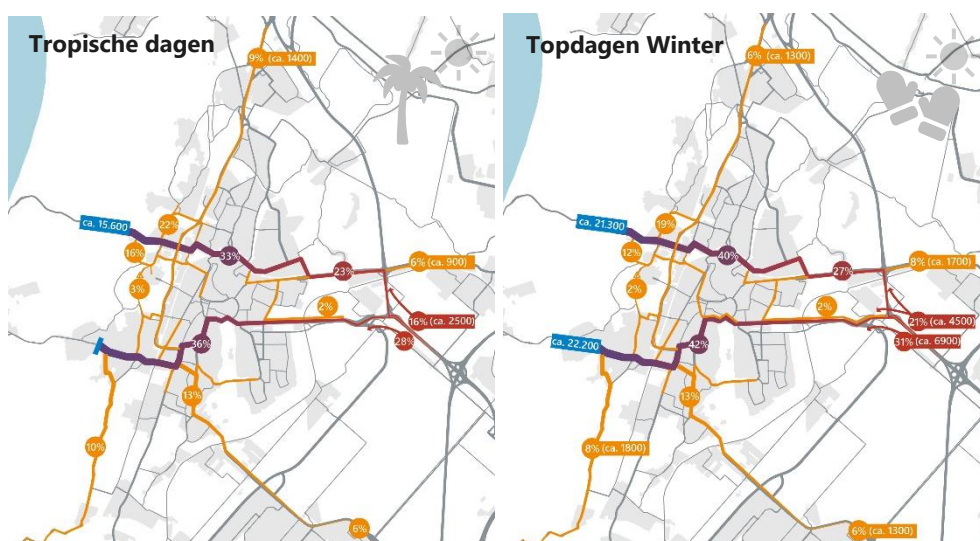 Tropische dagen
9% (ca. 1400)
ca. 15.600
22%
16%
33%
3%
23%
6% (ca. 900)
2%
16% (ca. 2500)
28%
36%
13%
10%
6%
Topdagen Winter
6% (ca. 1300)
ca. 21.300
19%
12%
40%
2%
27%
8% (ca. 1700)
2%
21% (ca. 4500)
31% (ca. 6900)
ca. 22.200
42%
13%
8% (ca. 1800)
6% (ca. 1300)